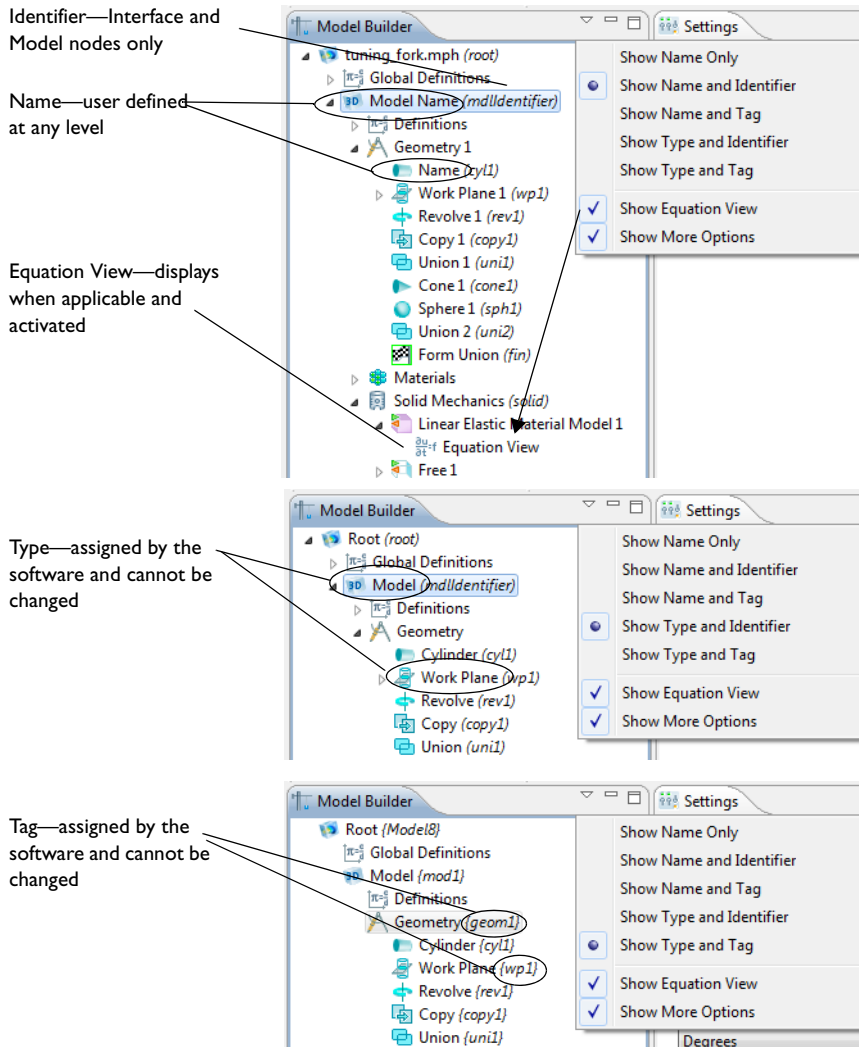 Identifier—Interface and
Model nodes only
Name—user defined
at any level
Equation View—displays
when applicable and
activated
Model Builder
tuning_fork.mph (root)
Global Definitions
3D Model Name (mdlIdentifier)
Definitions
Geometry 1
Name (cyl1)
Work Plane 1 (wp1)
Revolve 1 (rev1)
Copy 1 (copy1)
Union 1 (uni1)
Cone 1 (cone1)
Sphere 1 (sph1)
Union 2 (uni2)
Form Union (fin)
Materials
Solid Mechanics (solid)
Linear Elastic Material Model 1
Equation View
Free 1
Settings
Show Name Only
Show Name and Identifier
Show Name and Tag
Show Type and Identifier
Show Type and Tag
Show Equation View
Show More Options
Type—assigned by the
software and cannot be
changed
Model Builder
Root (root)
Global Definitions
3D Model (mdlIdentifier)
Definitions
Geometry
Cylinder (cyl1)
Work Plane (wp1)
Revolve (rev1)
Copy (copy1)
Union (uni1)
Settings
Show Name Only
Show Name and Identifier
Show Name and Tag
Show Type and Identifier
Show Type and Tag
Show Equation View
Show More Options
Tag—assigned by the
software and cannot be
changed
Model Builder
Root {Model8}
Global Definitions
3D Model {mod1}
Definitions
Geometry {geom1}
Cylinder {cyl1}
Work Plane {wp1}
Revolve {rev1}
Copy {copy1}
Union {uni1}
Settings
Show Name Only
Show Name and Identifier
Show Name and Tag
Show Type and Identifier
Show Type and Tag
Show Equation View
Show More Options
Degrees